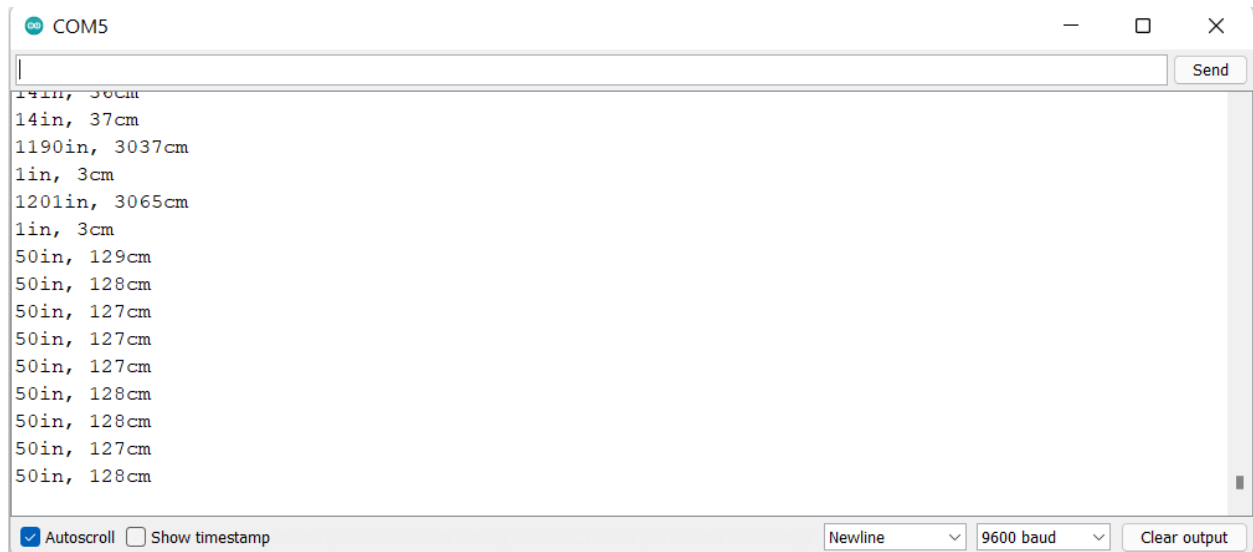 COM5
Send
14in, 36cm
14in, 37cm
1190in, 3037cm
1in, 3cm
1201in, 3065cm
1in, 3cm
50in, 129cm
50in, 128cm
50in, 127cm
50in, 127cm
50in, 127cm
50in, 128cm
50in, 128cm
50in, 127cm
50in, 128cm
Autoscroll Show timestamp Newline 9600 baud Clear output